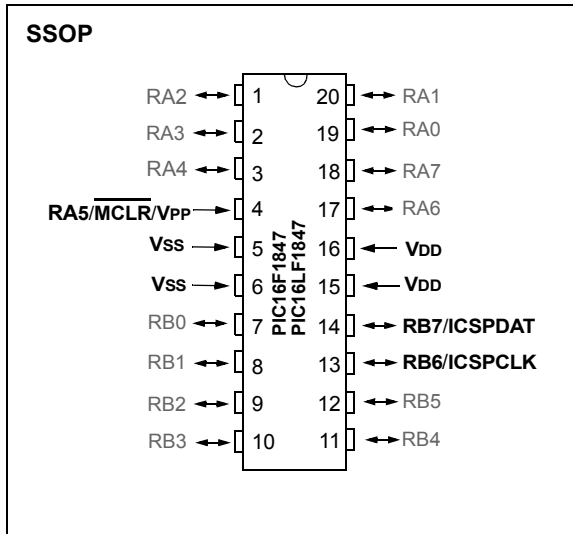 SSOP
RA2 1 20 RA1
RA3 2 19 RA0
RA4 3 18 RA7
RA5/MCLR/VPP 4 17 RA6
VSS 5 16 VDD
VSS 6 15 VDD
RB0 7 14 RB7/ICSPDAT
RB1 8 13 RB6/ICSPCLK
RB2 9 12 RB5
RB3 10 11 RB4
PIC16F1847
PIC16LF1847